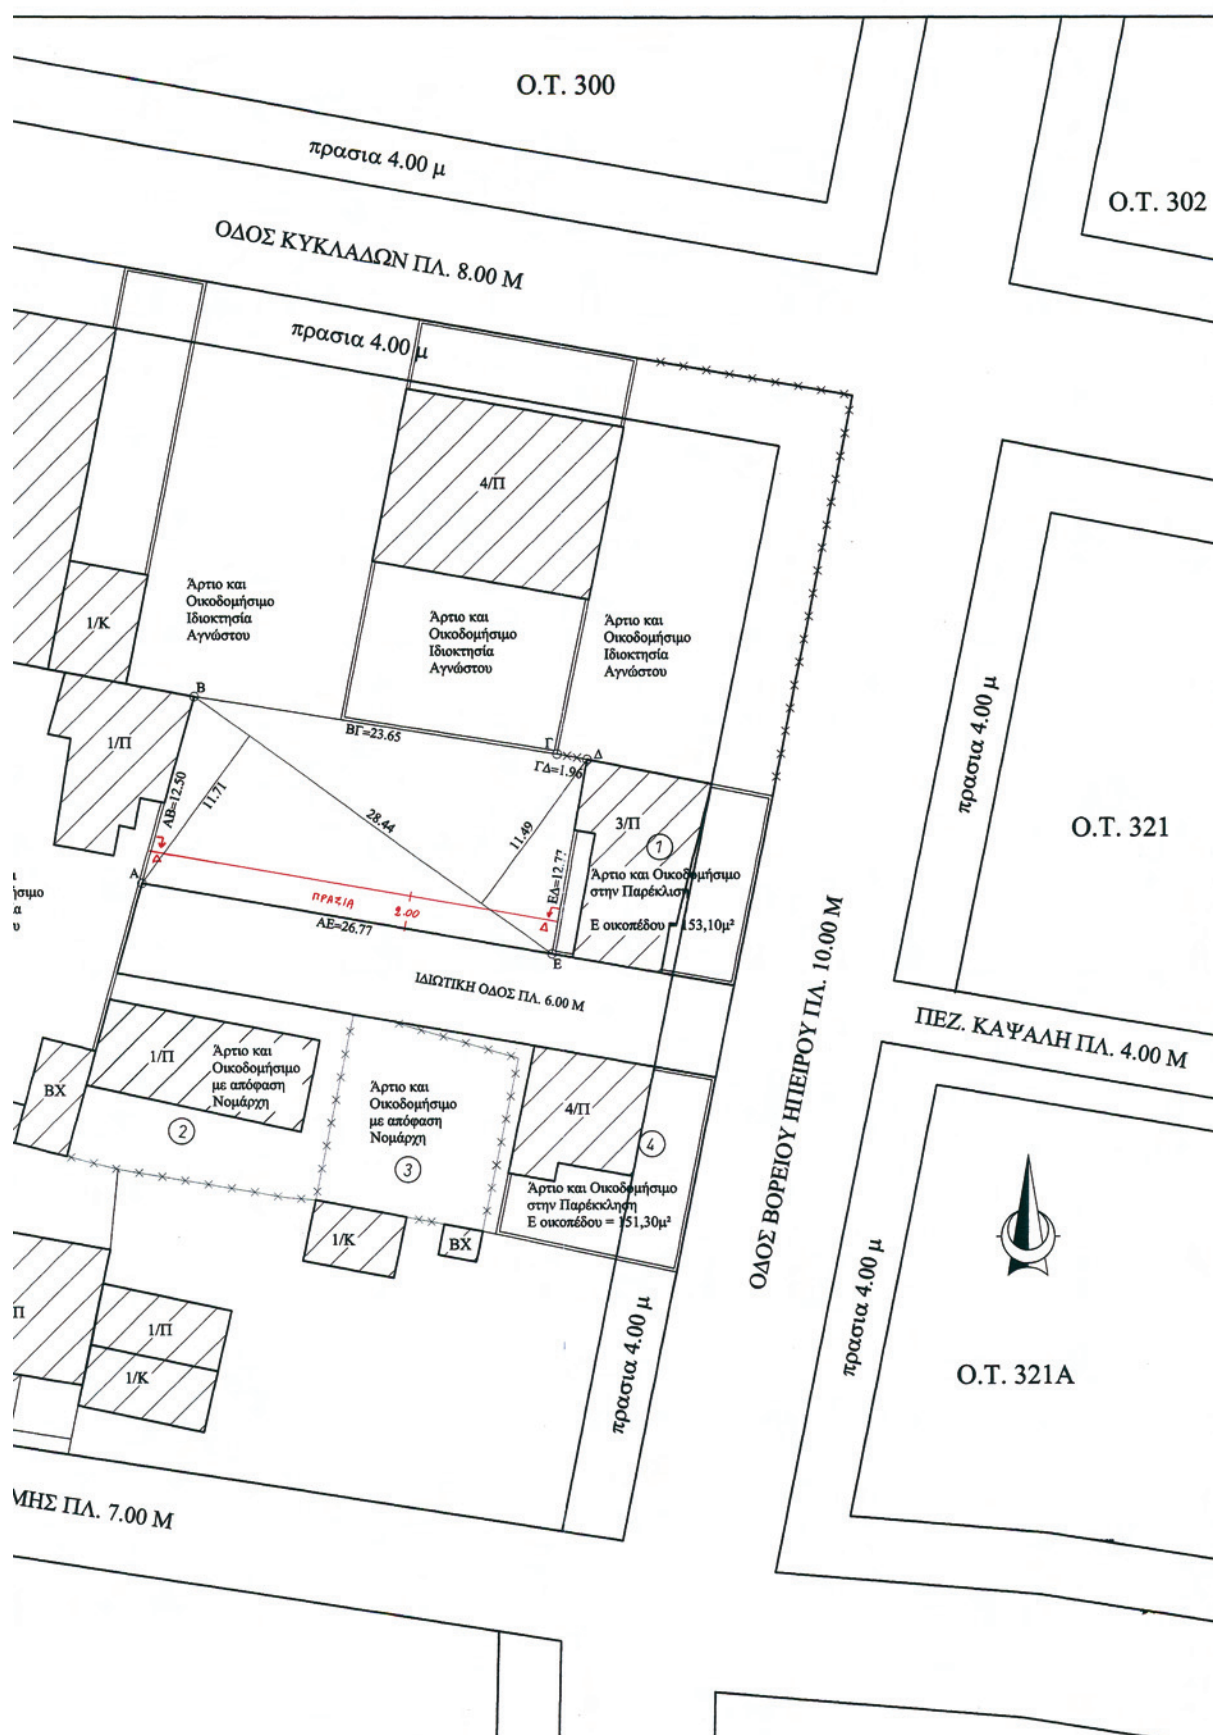 Ο.Τ. 300
πρασια 4.00 μ
Ο.Τ. 302
ΟΔΟΣ ΚΥΚΛΑΔΩΝ ΠΛ. 8.00 Μ
πρασια 4.00 μ
4/Π
Άρτιο και
Οικοδομήσιμο
Ιδιοκτησία
Αγνώστου
Άρτιο και
Οικοδομήσιμο
Ιδιοκτησία
Αγνώστου
Άρτιο και
Οικοδομήσιμο
Ιδιοκτησία
Αγνώστου
1/Κ
Β
1/Π
ΒΓ=23.65
Γ
Δ
ΓΔ=1.96
πρασια 4.00 μ
ΑΒ=12.50
11.71
28.44
11.49
ΕΔ=12.77
3/Π
1
Ο.Τ. 321
Άρτιο και Οικοδομήσιμο
στην Παρέκλιση
Ε οικοπέδου = 153,10μ²
Α
Δ
ΠΡΑΣΙΑ 2.00
Δ
ΑΕ=26.77
Ε
ήσιμο
α
υ
ΙΔΙΩΤΙΚΗ ΟΔΟΣ ΠΛ. 6.00 Μ
ΟΔΟΣ ΒΟΡΕΙΟΥ ΗΠΕΙΡΟΥ ΠΛ. 10.00 Μ
ΠΕΖ. ΚΑΨΑΛΗ ΠΛ. 4.00 Μ
1/Π
Άρτιο και
Οικοδομήσιμο
με απόφαση
Νομάρχη
ΒΧ
2
Άρτιο και
Οικοδομήσιμο
με απόφαση
Νομάρχη
3
4/Π
4
Άρτιο και Οικοδομήσιμο
στην Παρέκκληση
Ε οικοπέδου = 151,30μ²
1/Κ
ΒΧ
Π
1/Π
1/Κ
πρασια 4.00 μ
πρασια 4.00 μ
Ο.Τ. 321Α
ΜΗΣ ΠΛ. 7.00 Μ